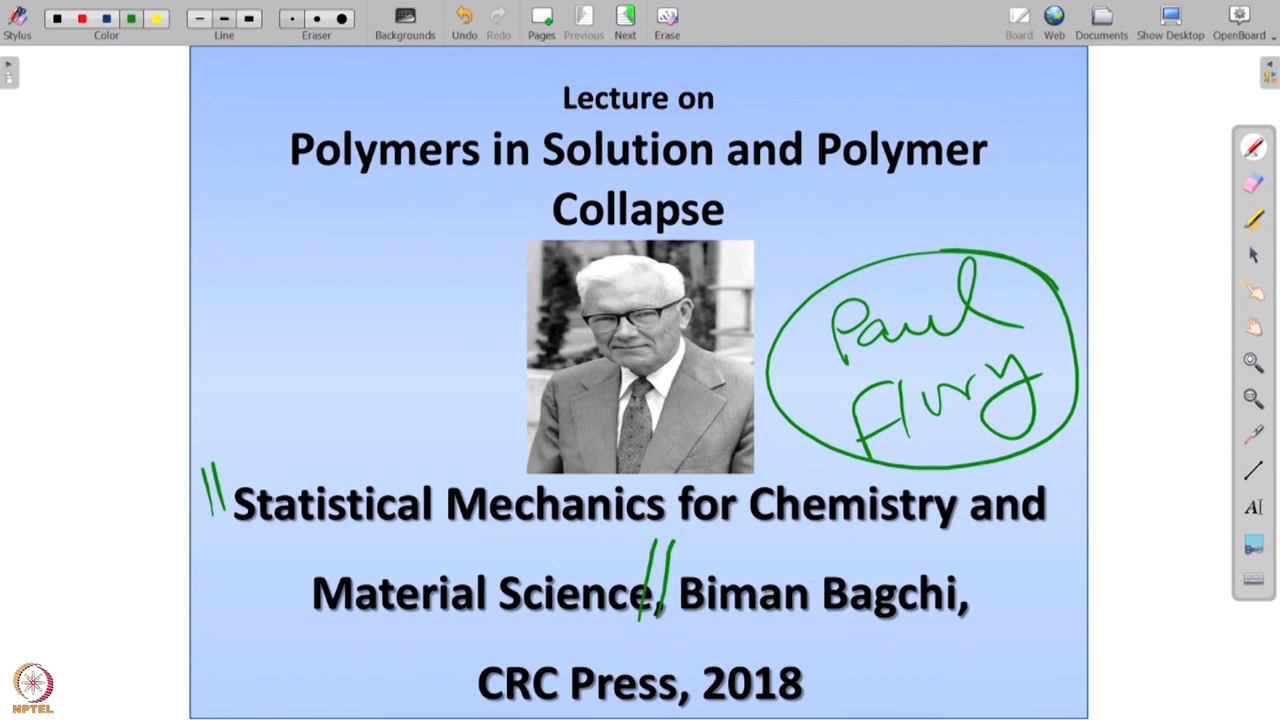 Stylus
Color
Line
Eraser
Backgrounds
Undo
Redo
Pages
Previous
Next
Erase
Board
Web
Documents
Show Desktop
OpenBoard
Lecture on
Polymers in Solution and Polymer
Collapse
Paul
Flory
"Statistical Mechanics for Chemistry and
Material Science," Biman Bagchi,
CRC Press, 2018
A
NPTEL